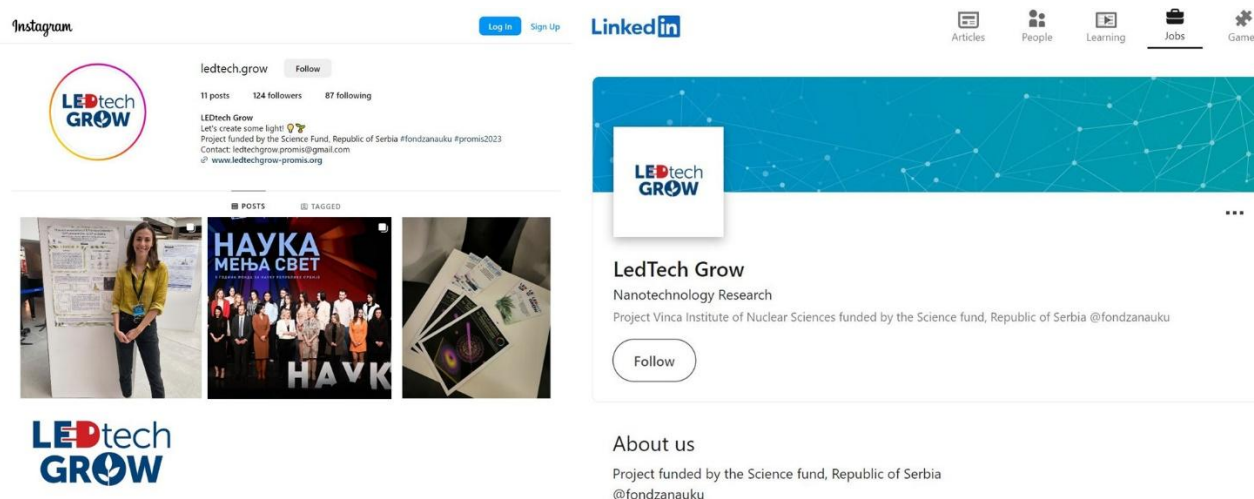 Instagram
Log In
Sign Up
LEDtech
GROW
ledtech.grow
Follow
11 posts 124 followers 87 following
LEDtech Grow
Let's create some light!
Project funded by the Science Fund, Republic of Serbia #fondzanauku #promis2023
Contact: ledtechgrow.promis@gmail.com
www.ledtechgrow-promis.org
POSTS
TAGGED
НАУКА
МЕЊА СВЕТ
НАУК
LEDtech
GROW
Linkedin
Articles
People
Learning
Jobs
Game
LEDtech
GROW
LedTech Grow
Nanotechnology Research
Project Vinca Institute of Nuclear Sciences funded by the Science fund, Republic of Serbia @fondzanauku
Follow
About us
Project funded by the Science fund, Republic of Serbia
@fondzanauku